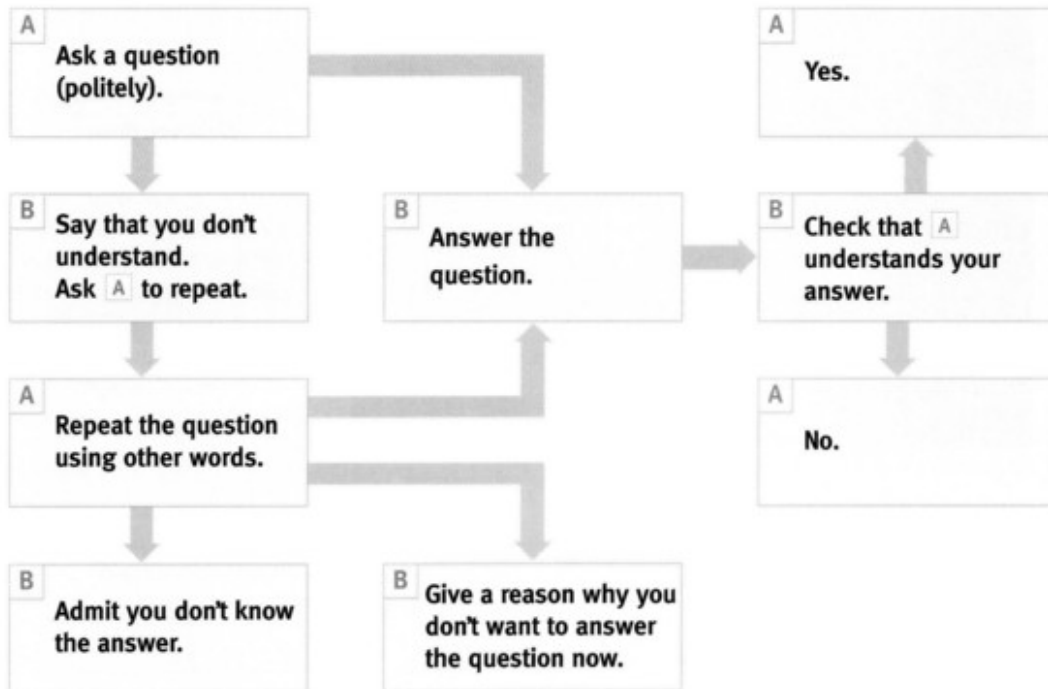 A
Ask a question
(politely).
A
Yes.
B
Say that you don't
understand.
Ask A to repeat.
B
Answer the
question.
B
Check that A
understands your
answer.
A
Repeat the question
using other words.
A
No.
B
Admit you don't know
the answer.
B
Give a reason why you
don't want to answer
the question now.